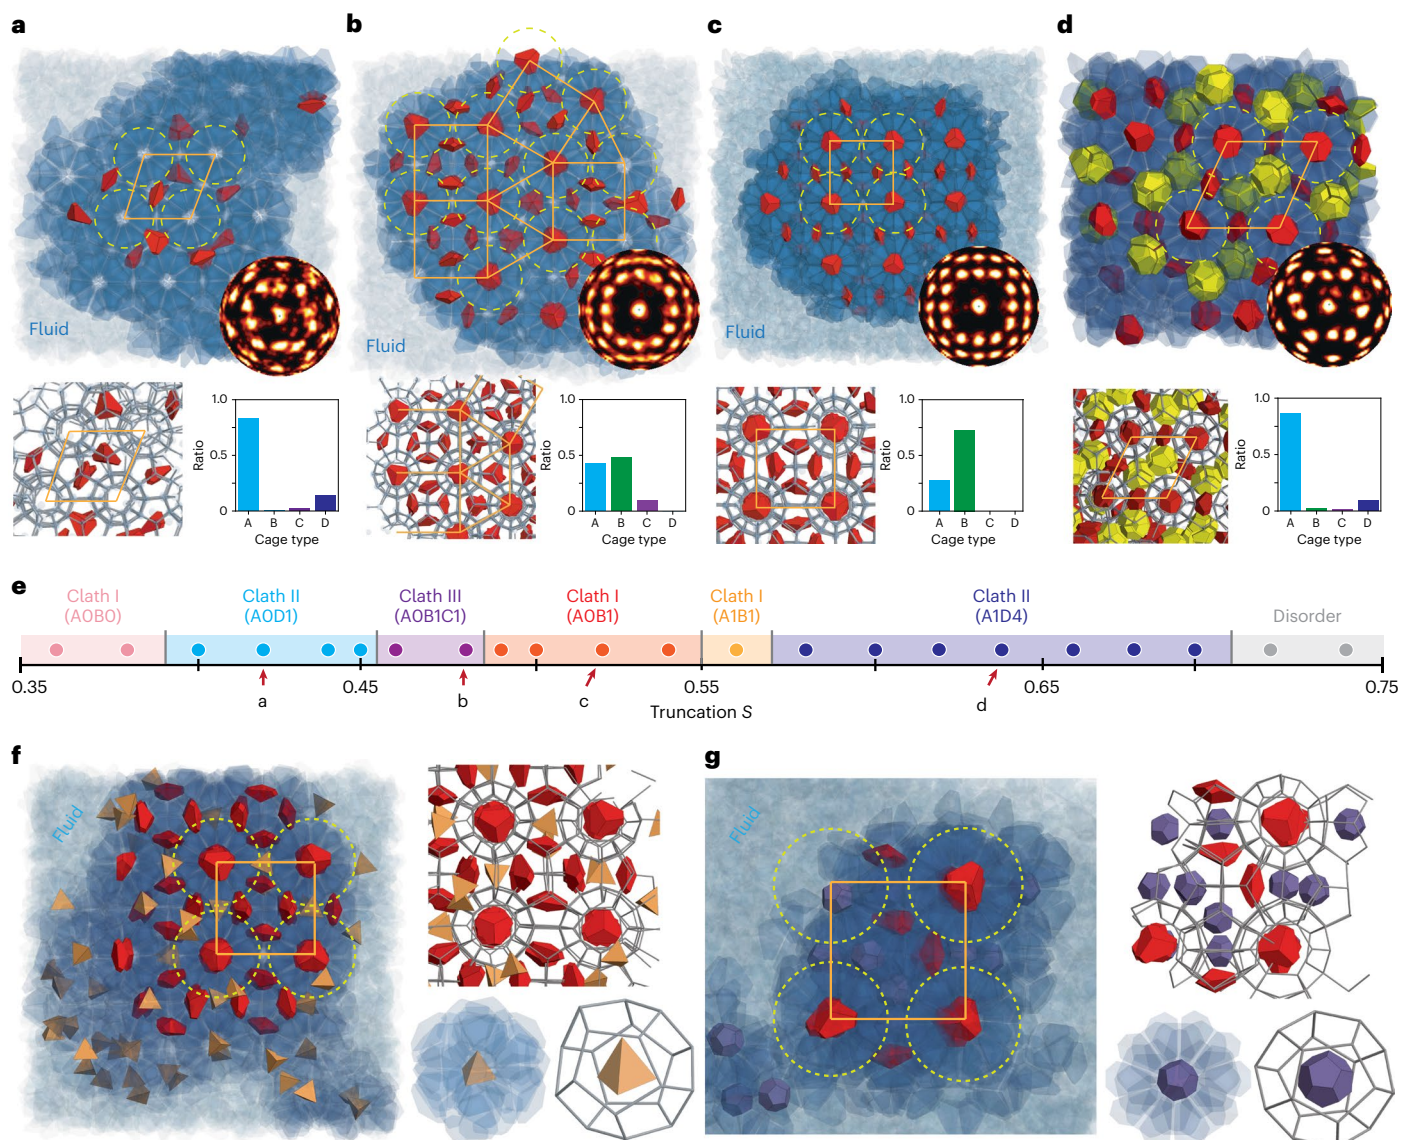 a
b
c
d
Fluid
Fluid
Fluid
1.0
0.5
0
Ratio
A B C D
Cage type
1.0
0.5
0
Ratio
A B C D
Cage type
1.0
0.5
0
Ratio
A B C D
Cage type
1.0
0.5
0
Ratio
A B C D
Cage type
e
Clath I
(A0B0)
Clath II
(A0D1)
Clath III
(A0B1C1)
Clath I
(A0B1)
Clath I
(A1B1)
Clath II
(A1D4)
Disorder
0.35 0.45 0.55 0.65 0.75
a b c d
Truncation S
f
Fluid
g
Fluid